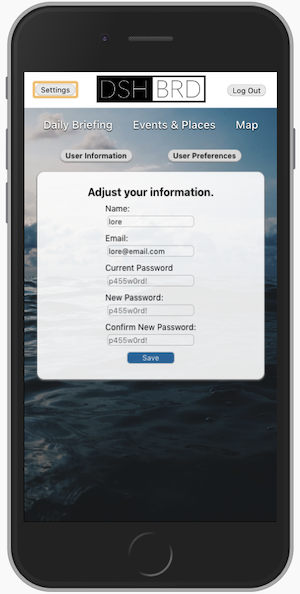 Settings
DSH BRD
Log Out
Daily Briefing Events & Places Map
User Information User Preferences
Adjust your information.
Name:
lore
Email:
lore@email.com
Current Password
p455w0rd!
New Password:
p455w0rd!
Confirm New Password:
p455w0rd!
Save